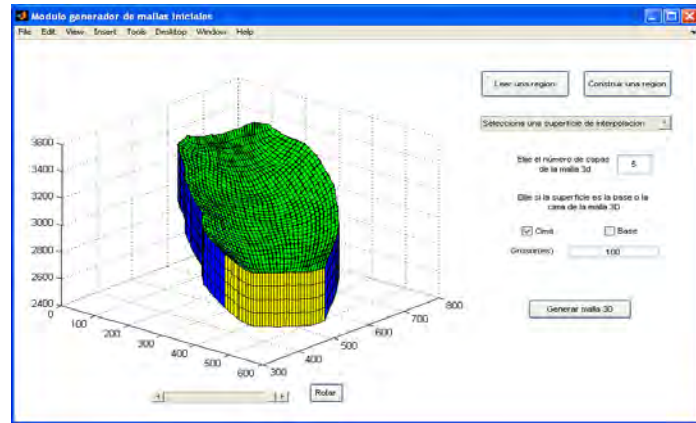 Modulo generador de mallas iniciales
File Edit View Insert Tools Desktop Window Help
Leer una region
Construir una region
Selecciona una superficie de interpolacion
Elije el número de capas
de la malla 3d
5
Elije si la superficie es la base o la
cima de la malla 3D
Cima
Base
Grosor(es)
100
Generar malla 3D
3600
3400
3200
3000
2800
2600
2400
0
100
200
300
400
500
600
300
400
500
600
700
800
Rotar